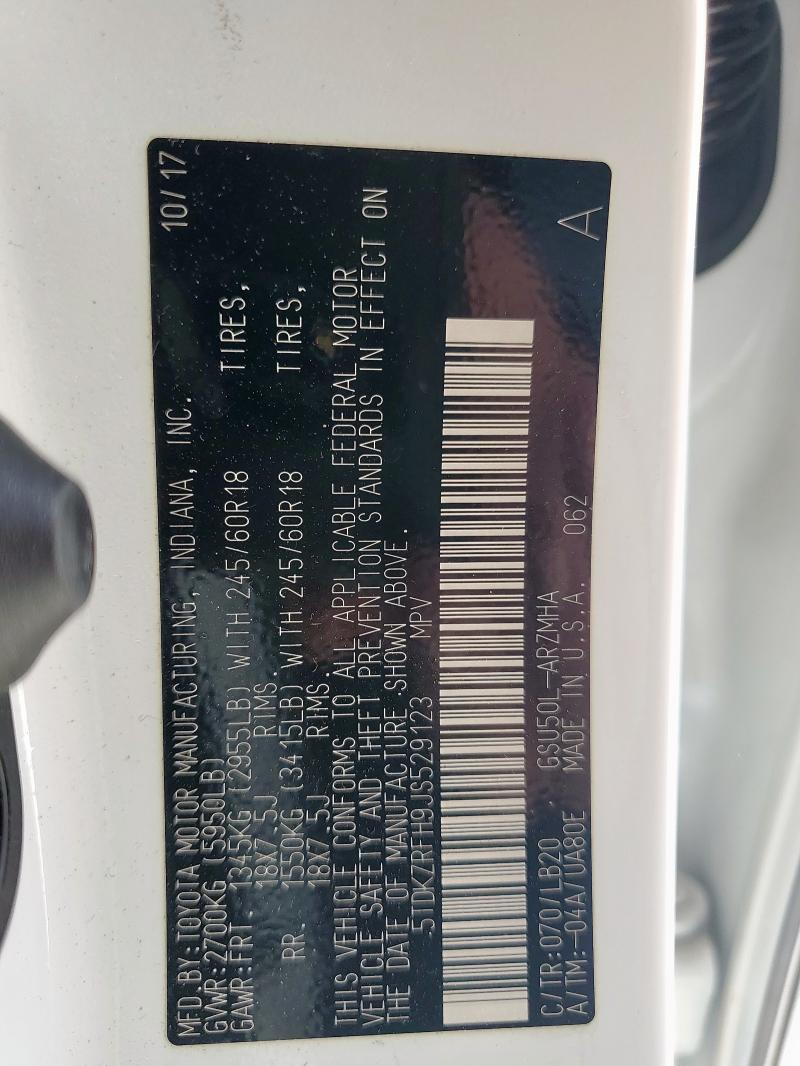 MFD.BY:TOYOTA MOTOR MANUFACTURING, INDIANA, INC. 10/17
GVWR:2700KG (5950LB)
GAWR:FRT. 1345KG (2955LB) WITH 245/60R18 TIRES,
18X7.5J RIMS.
RR. 1550KG (3415LB) WITH 245/60R18 TIRES,
18X7.5J RIMS.
THIS VEHICLE CONFORMS TO ALL APPLICABLE FEDERAL MOTOR
VEHICLE SAFETY AND THEFT PREVENTION STANDARDS IN EFFECT ON
THE DATE OF MANUFACTURE SHOWN ABOVE.
5TDKZRFH9JS529123 MPV
C/TR:070/LB20 GSU50L-ARZMHA
A/TM:-04A/UA80E MADE IN U.S.A. 062 A